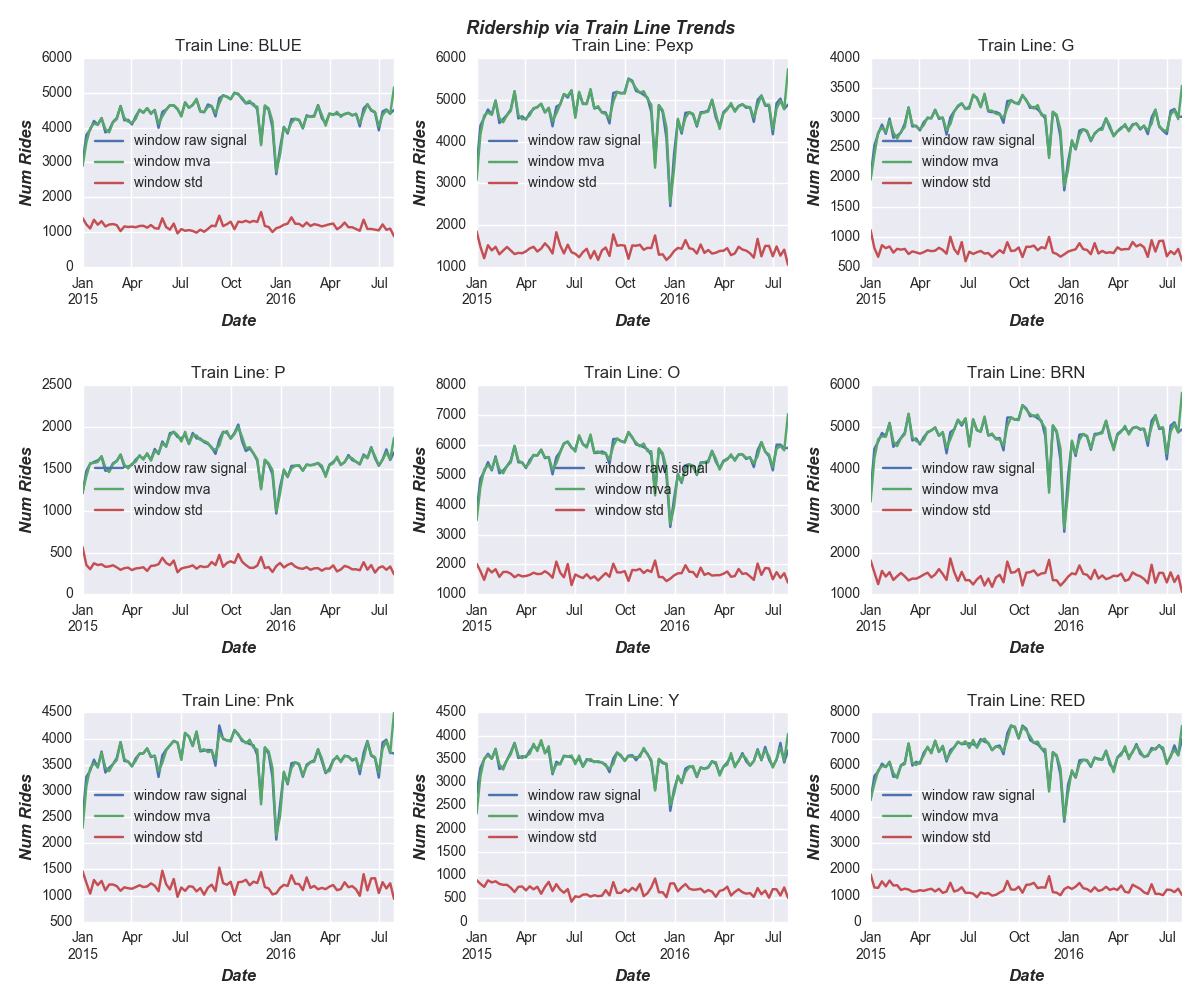 Ridership via Train Line Trends
Train Line: BLUE
6000
5000
4000
3000
2000
1000
0
Num Rides
window raw signal
window mva
window std
Jan Apr Jul Oct Jan Apr Jul
2015 2016
Date
Train Line: Pexp
6000
5000
4000
3000
2000
1000
Num Rides
window raw signal
window mva
window std
Jan Apr Jul Oct Jan Apr Jul
2015 2016
Date
Train Line: G
4000
3500
3000
2500
2000
1500
1000
500
Num Rides
window raw signal
window mva
window std
Jan Apr Jul Oct Jan Apr Jul
2015 2016
Date
Train Line: P
2500
2000
1500
1000
500
0
Num Rides
window raw signal
window mva
window std
Jan Apr Jul Oct Jan Apr Jul
2015 2016
Date
Train Line: O
8000
7000
6000
5000
4000
3000
2000
1000
Num Rides
window raw signal
window mva
window std
Jan Apr Jul Oct Jan Apr Jul
2015 2016
Date
Train Line: BRN
6000
5000
4000
3000
2000
1000
Num Rides
window raw signal
window mva
window std
Jan Apr Jul Oct Jan Apr Jul
2015 2016
Date
Train Line: Pnk
4500
4000
3500
3000
2500
2000
1500
1000
500
Num Rides
window raw signal
window mva
window std
Jan Apr Jul Oct Jan Apr Jul
2015 2016
Date
Train Line: Y
4500
4000
3500
3000
2500
2000
1500
1000
500
0
Num Rides
window raw signal
window mva
window std
Jan Apr Jul Oct Jan Apr Jul
2015 2016
Date
Train Line: RED
8000
7000
6000
5000
4000
3000
2000
1000
0
Num Rides
window raw signal
window mva
window std
Jan Apr Jul Oct Jan Apr Jul
2015 2016
Date